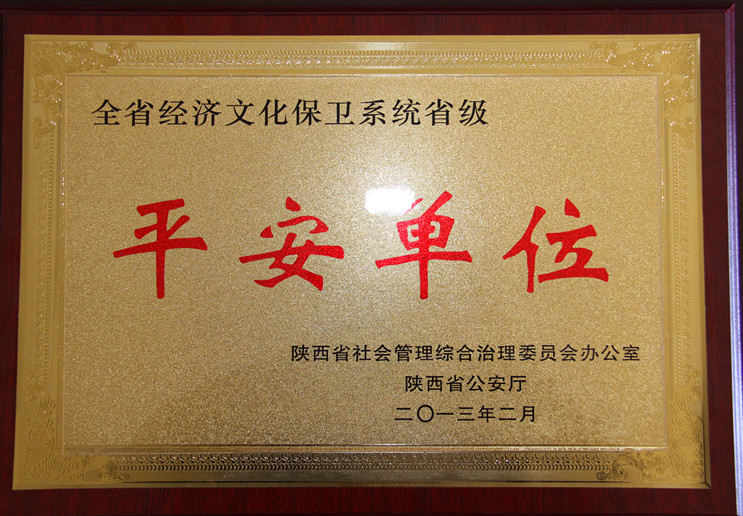 全省经济文化保卫系统省级
平安单位
陕西省社会管理综合治理委员会办公室
陕西省公安厅
二〇一三年二月